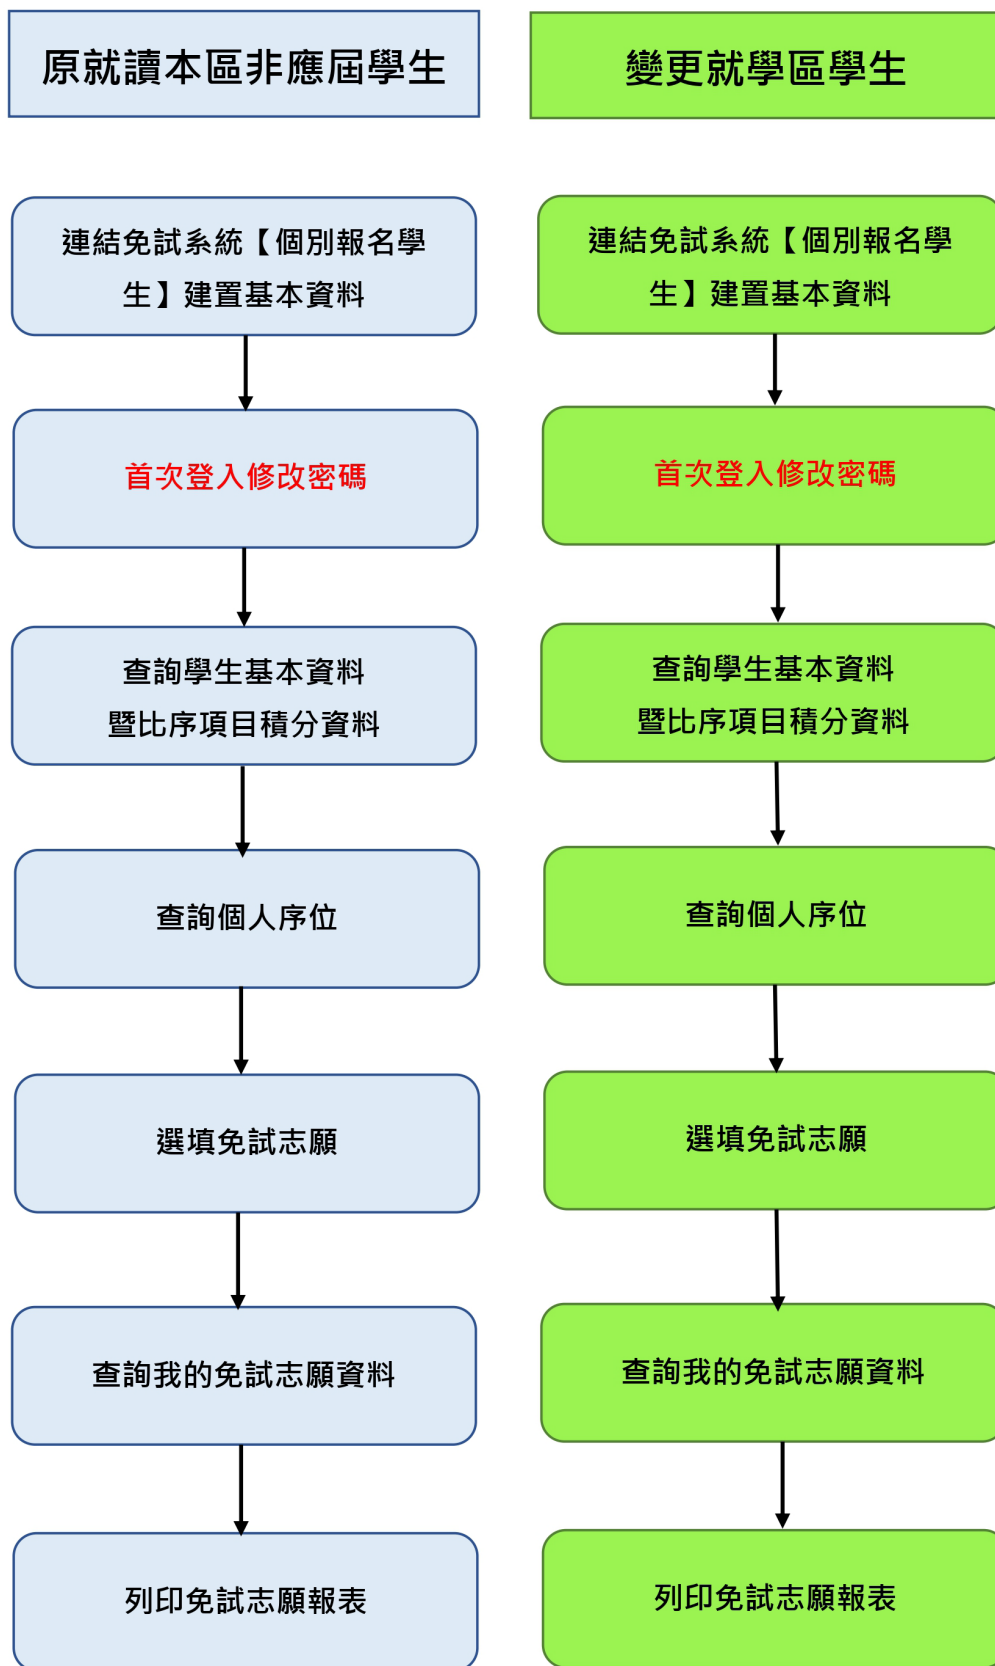 原就讀本區非應屆學生
連結免試系統【個別報名學
生】建置基本資料
首次登入修改密碼
查詢學生基本資料
暨比序項目積分資料
查詢個人序位
選填免試志願
查詢我的免試志願資料
列印免試志願報表
變更就學區學生
連結免試系統【個別報名學
生】建置基本資料
首次登入修改密碼
查詢學生基本資料
暨比序項目積分資料
查詢個人序位
選填免試志願
查詢我的免試志願資料
列印免試志願報表